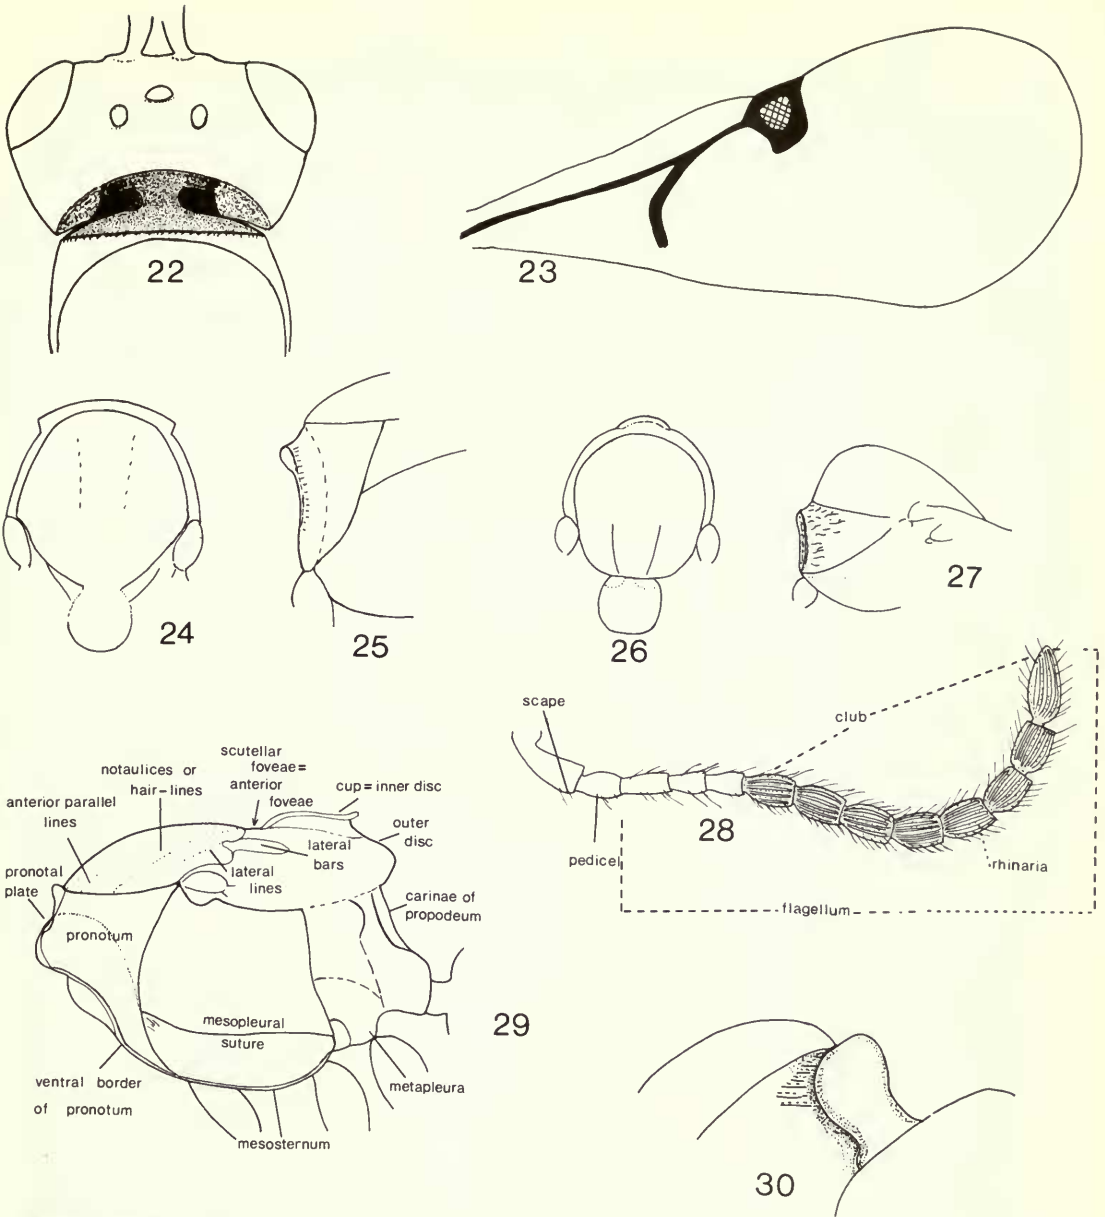 22
23
24
25
26
27
scape
club
28
pedicel
rhinaria
flagellum
scutellar
foveae=
anterior
foveae
notaulices or
hair-lines
anterior parallel
lines
cup = inner disc
outer
disc
lateral
bars
lateral
lines
pronotal
plate
carinae of
propodeum
pronotum
mesopleural
suture
29
ventral border
of pronotum
metapleura
mesosternum
30